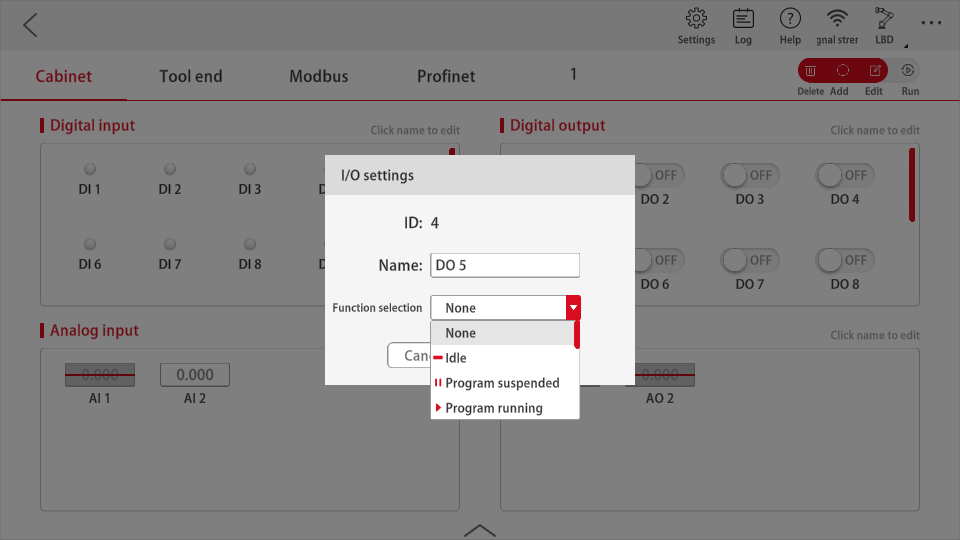 Settings
Log
Help
gnal strer
LBD
Cabinet
Tool end
Modbus
Profinet
1
Delete
Add
Edit
Run
Digital input
Click name to edit
DI 1
DI 2
DI 3
DI 6
DI 7
DI 8
Digital output
Click name to edit
OFF
OFF
OFF
DO 2
DO 3
DO 4
OFF
OFF
OFF
DO 6
DO 7
DO 8
I/O settings
ID: 4
Name: DO 5
Function selection None
None
Idle
Program suspended
Program running
Analog input
0.000
0.000
AI 1
AI 2
Click name to edit
0.000
AO 2